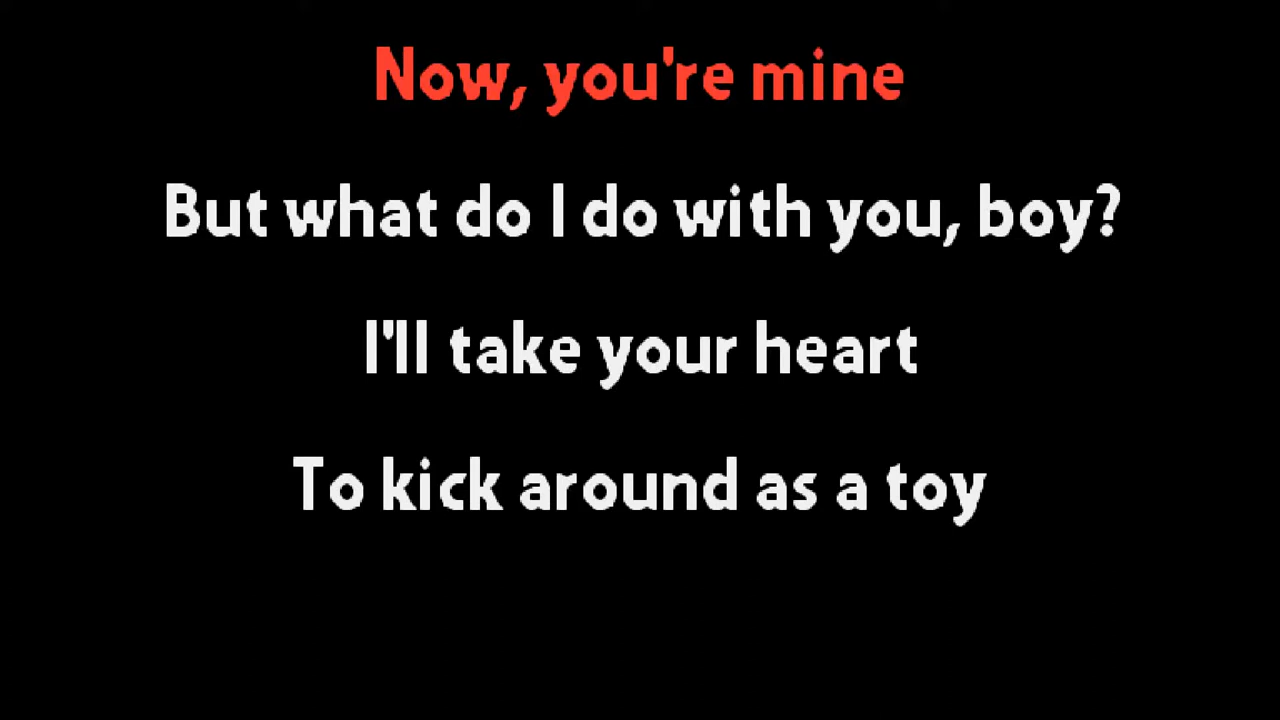 Now, you're mine
But what do I do with you, boy?
I'll take your heart
To kick around as a toy